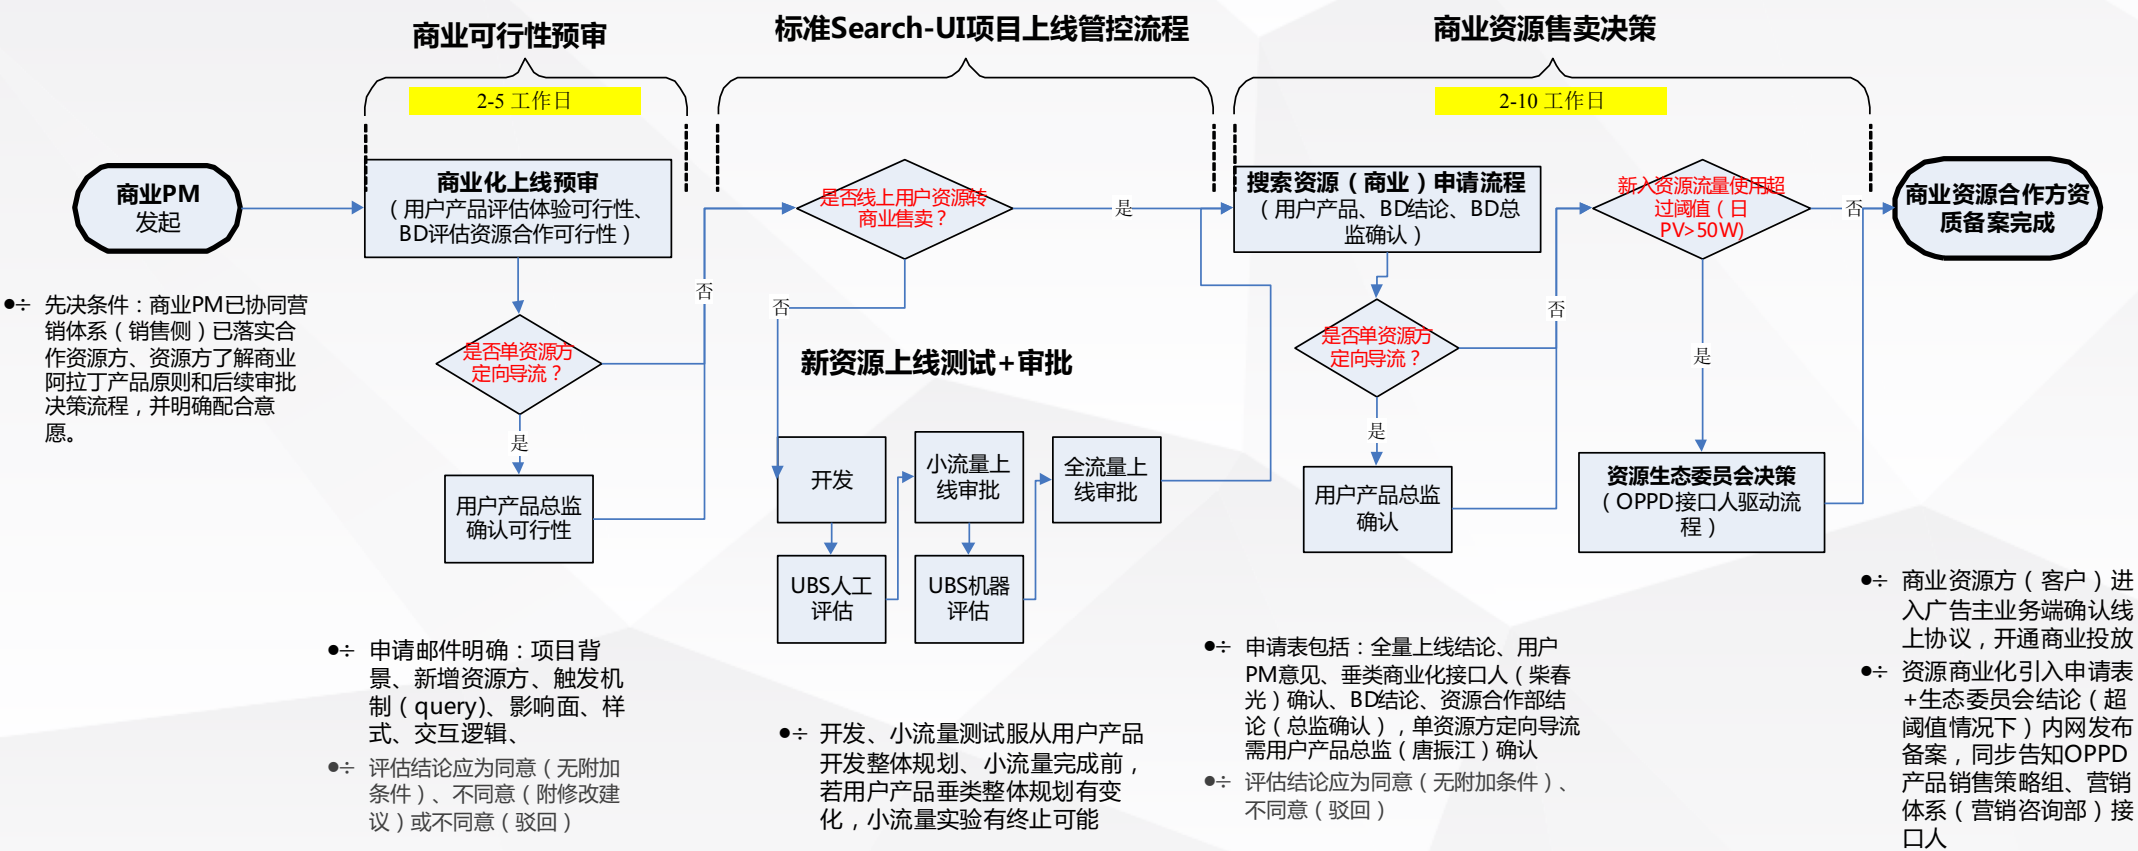 商业可行性预审
标准Search-UI项目上线管控流程
商业资源售卖决策
2-5 工作日
2-10 工作日
商业PM
发起
商业化上线预审
（用户产品评估体验可行性、
BD评估资源合作可行性）
是否线上用户资源转
商业售卖？
是
搜索资源（商业）申请流程
（用户产品、BD结论、BD总
监确认）
新入资源流量使用超
过阈值（日
PV>50W)
否
商业资源合作方资
质备案完成
•÷ 先决条件：商业PM已协同营
销体系（销售侧）已落实合
作资源方、资源方了解商业
阿拉丁产品原则和后续审批
决策流程，并明确配合意
愿。
是否单资源方
定向导流？
否
是
用户产品总监
确认可行性
否
新资源上线测试+审批
开发
小流量上
线审批
全流量上
线审批
UBS人工
评估
UBS机器
评估
是否单资源方
定向导流？
否
是
用户产品总监
确认
是
资源生态委员会决策
（OPPD接口人驱动流
程）
•÷ 申请邮件明确：项目背
景、新增资源方、触发机
制（query)、影响面、样
式、交互逻辑、
•÷ 评估结论应为同意（无附加
条件）、不同意（附修改建
议）或不同意（驳回）
•÷ 开发、小流量测试服从用户产品
开发整体规划、小流量完成前，
若用户产品垂类整体规划有变
化，小流量实验有终止可能
•÷ 申请表包括：全量上线结论、用户
PM意见、垂类商业化接口人（柴春
光）确认、BD结论、资源合作部结
论（总监确认），单资源方定向导流
需用户产品总监（唐振江）确认
•÷ 评估结论应为同意（无附加条件）、
不同意（驳回）
•÷ 商业资源方（客户）进
入广告主业务端确认线
上协议，开通商业投放
•÷ 资源商业化引入申请表
+生态委员会结论（超
阈值情况下）内网发布
备案，同步告知OPPD
产品销售策略组、营销
体系（营销咨询部）接
口人